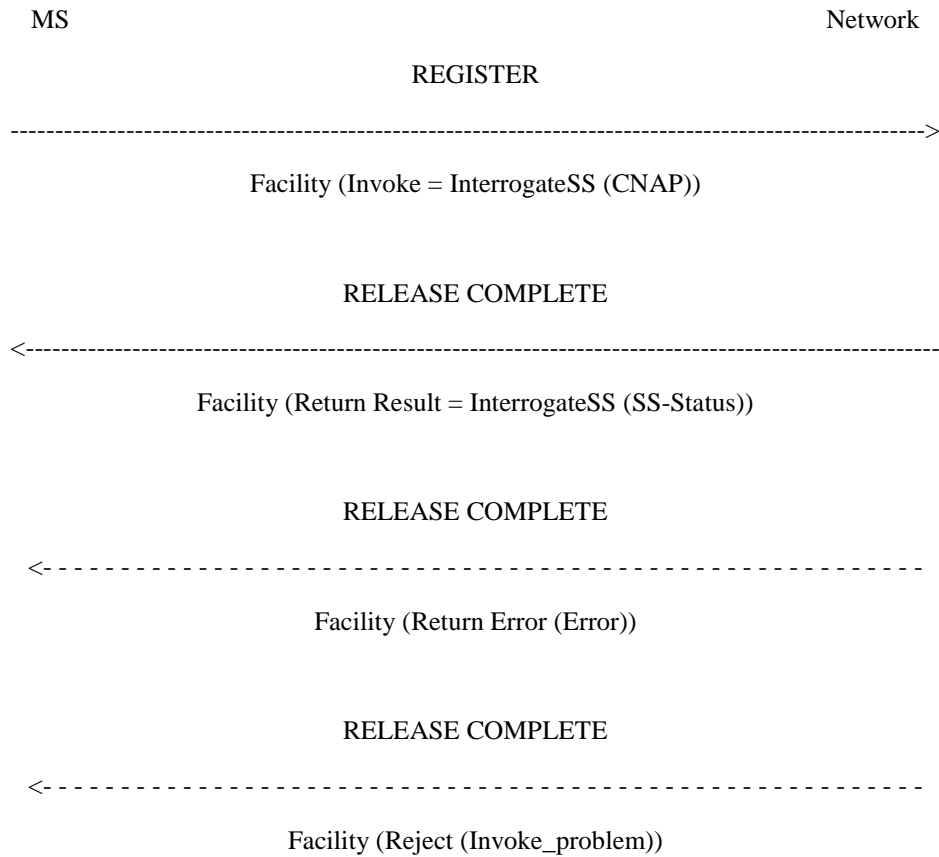 MS Network
REGISTER
------------------------------------------------------------------------------------------------------->
Facility (Invoke = InterrogateSS (CNAP))
RELEASE COMPLETE
<-------------------------------------------------------------------------------------------------------
Facility (Return Result = InterrogateSS (SS-Status))
RELEASE COMPLETE
<- - - - - - - - - - - - - - - - - - - - - - - - - - - - - - - - - - - - - - - - - - - - - - - - - - - - - - - - -
Facility (Return Error (Error))
RELEASE COMPLETE
<- - - - - - - - - - - - - - - - - - - - - - - - - - - - - - - - - - - - - - - - - - - - - - - - - - - - - - - - -
Facility (Reject (Invoke_problem))